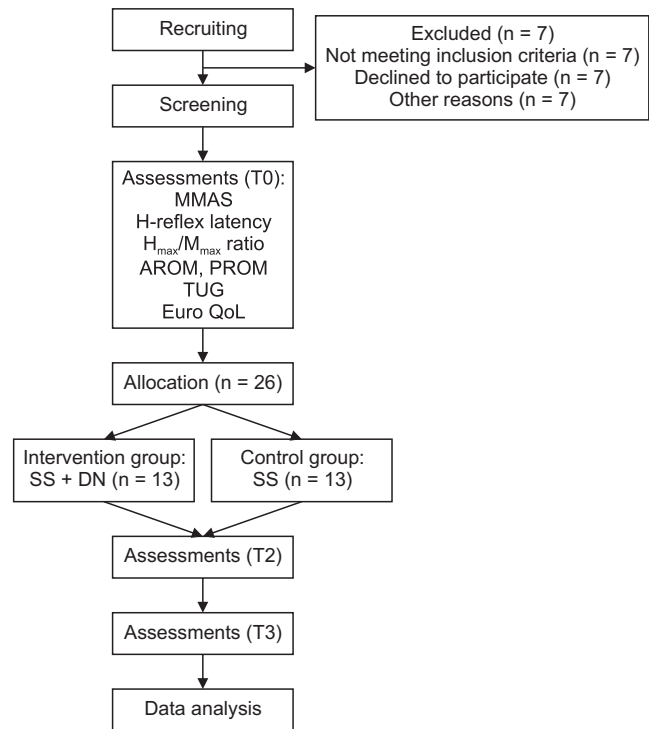 Recruiting
Excluded (n = 7)
Not meeting inclusion criteria (n = 7)
Declined to participate (n = 7)
Other reasons (n = 7)
Screening
Assessments (T0):
MMAS
H-reflex latency
Hmax/Mmax ratio
AROM, PROM
TUG
Euro QoL
Allocation (n = 26)
Intervention group:
SS + DN (n = 13)
Control group:
SS (n = 13)
Assessments (T2)
Assessments (T3)
Data analysis